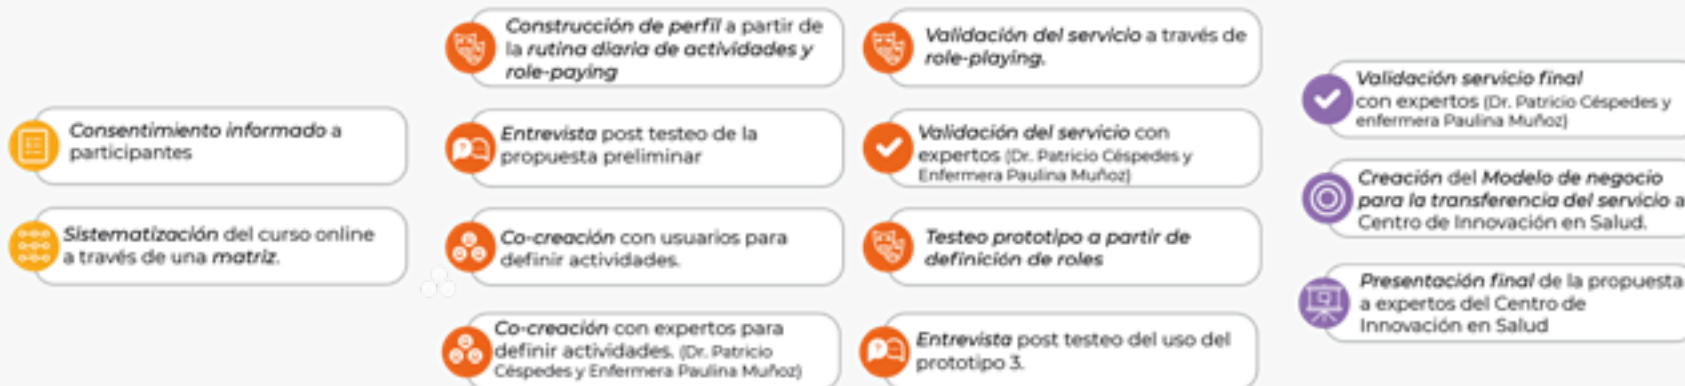 Consentimiento informado a
participantes
Sistematización del curso online
a través de una matriz.
Construcción de perfil a partir de
la rutina diaria de actividades y
role-paying
Entrevista post testeo de la
propuesta preliminar
Co-creación con usuarios para
definir actividades.
Co-creación con expertos para
definir actividades. (Dr. Patricio
Céspedes y Enfermera Paulina Muñoz)
Validación del servicio a través de
role-playing.
Validación del servicio con
expertos (Dr. Patricio Céspedes y
Enfermera Paulina Muñoz)
Testeo prototipo a partir de
definición de roles
Entrevista post testeo del uso del
prototipo 3.
Validación servicio final
con expertos (Dr. Patricio Céspedes y
enfermera Paulina Muñoz)
Creación del Modelo de negocio
para la transferencia del servicio a
Centro de Innovación en Salud.
Presentación final de la propuesta
a expertos del Centro de
Innovación en Salud